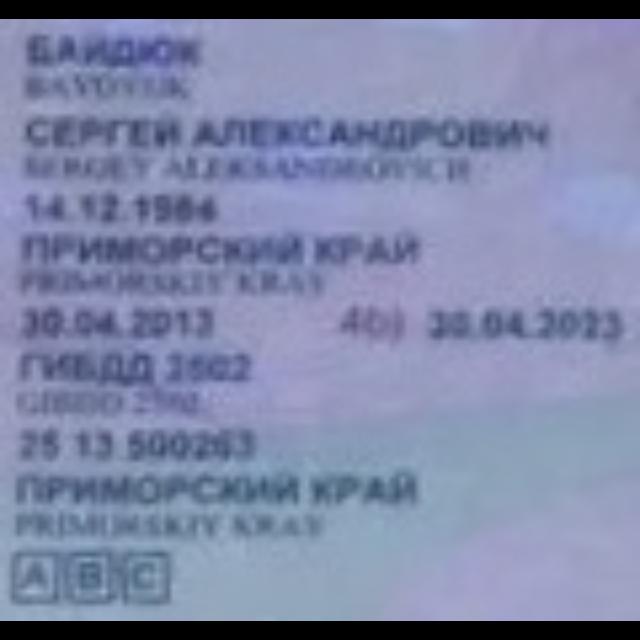 БАЙДЮК
BAYDYUK
СЕРГЕЙ АЛЕКСАНДРОВИЧ
SERGEY ALEKSANDROVICH
14.12.1984
ПРИМОРСКИЙ КРАЙ
PRIMORSKIY KRAY
30.04.2013 4b) 30.04.2023
ГИБДД 2502
GIBDD 2502
25 13 500263
ПРИМОРСКИЙ КРАЙ
PRIMORSKIY KRAY
A B C